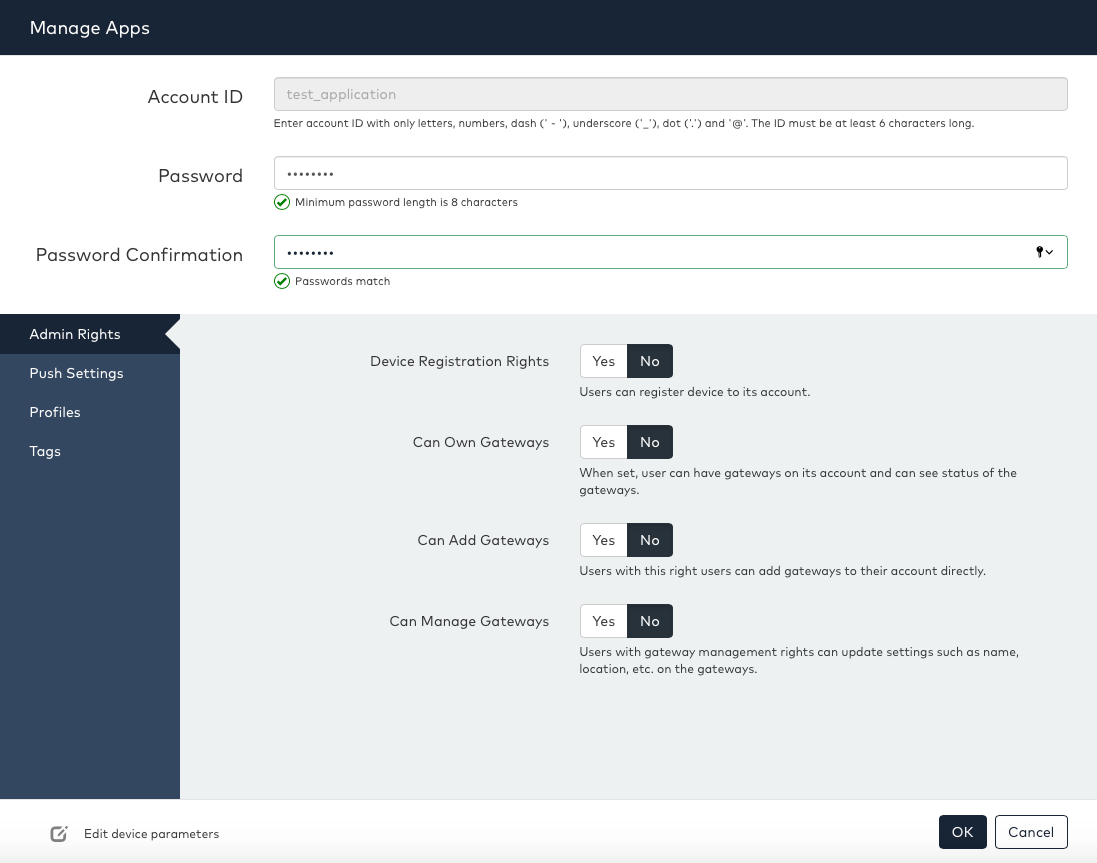 Manage Apps
Account ID
test_application
Enter account ID with only letters, numbers, dash (' - '), underscore ('_'), dot ('.') and '@'. The ID must be at least 6 characters long.
Password
••••••••
Minimum password length is 8 characters
Password Confirmation
••••••••
Passwords match
Admin Rights
Push Settings
Profiles
Tags
Device Registration Rights
Yes No
Users can register device to its account.
Can Own Gateways
Yes No
When set, user can have gateways on its account and can see status of the
gateways.
Can Add Gateways
Yes No
Users with this right users can add gateways to their account directly.
Can Manage Gateways
Yes No
Users with gateway management rights can update settings such as name,
location, etc. on the gateways.
Edit device parameters
OK
Cancel